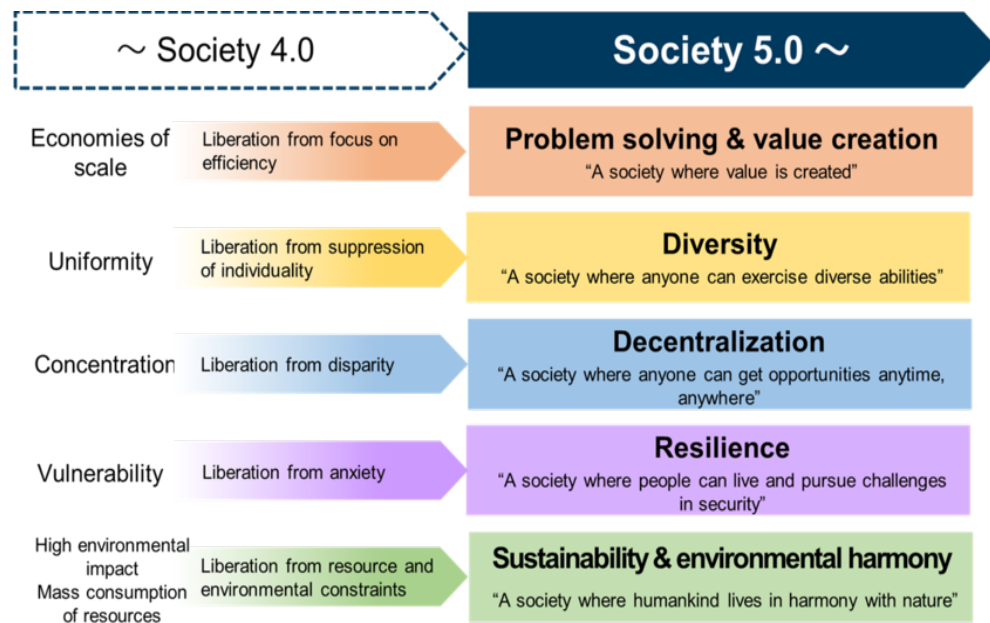 ～ Society 4.0
Society 5.0 ～
Economies of
scale
Liberation from focus on
efficiency
Problem solving & value creation
“A society where value is created”
Uniformity
Liberation from suppression
of individuality
Diversity
“A society where anyone can exercise diverse abilities”
Concentration
Liberation from disparity
Decentralization
“A society where anyone can get opportunities anytime,
anywhere”
Vulnerability
Liberation from anxiety
Resilience
“A society where people can live and pursue challenges
in security”
High environmental
impact
Mass consumption
of resources
Liberation from resource and
environmental constraints
Sustainability & environmental harmony
“A society where humankind lives in harmony with nature”